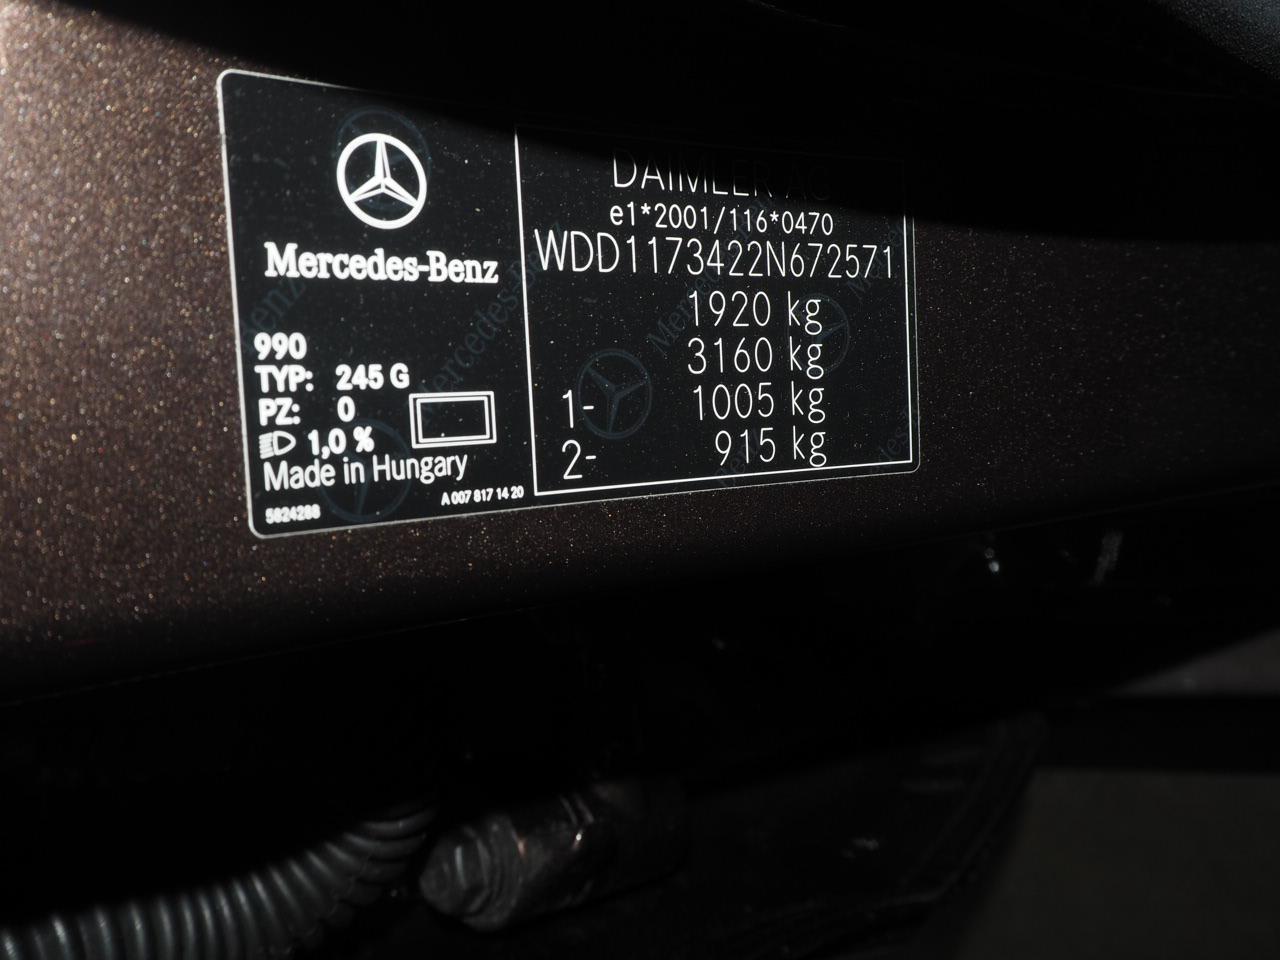 Mercedes-Benz
990
TYP: 245 G
PZ: 0
1,0 %
Made in Hungary
5824288
A 007 817 14 20
DAIMLER AG
e1*2001/116*0470
WDD1173422N672571
1920 kg
3160 kg
1- 1005 kg
2- 915 kg